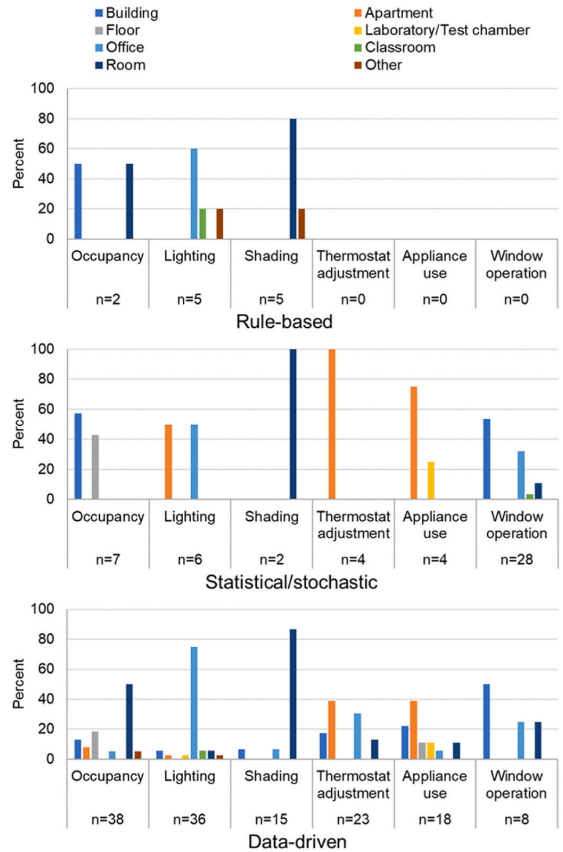 Building Apartment
Floor Laboratory/Test chamber
Office Classroom
Room Other
100
80
60
40
20
0
Percent
Occupancy Lighting Shading Thermostat adjustment Appliance use Window operation
n=2 n=5 n=5 n=0 n=0 n=0
Rule-based
100
80
60
40
20
0
Percent
Occupancy Lighting Shading Thermostat adjustment Appliance use Window operation
n=7 n=6 n=2 n=4 n=4 n=28
Statistical/stochastic
100
80
60
40
20
0
Percent
Occupancy Lighting Shading Thermostat adjustment Appliance use Window operation
n=38 n=36 n=15 n=23 n=18 n=8
Data-driven